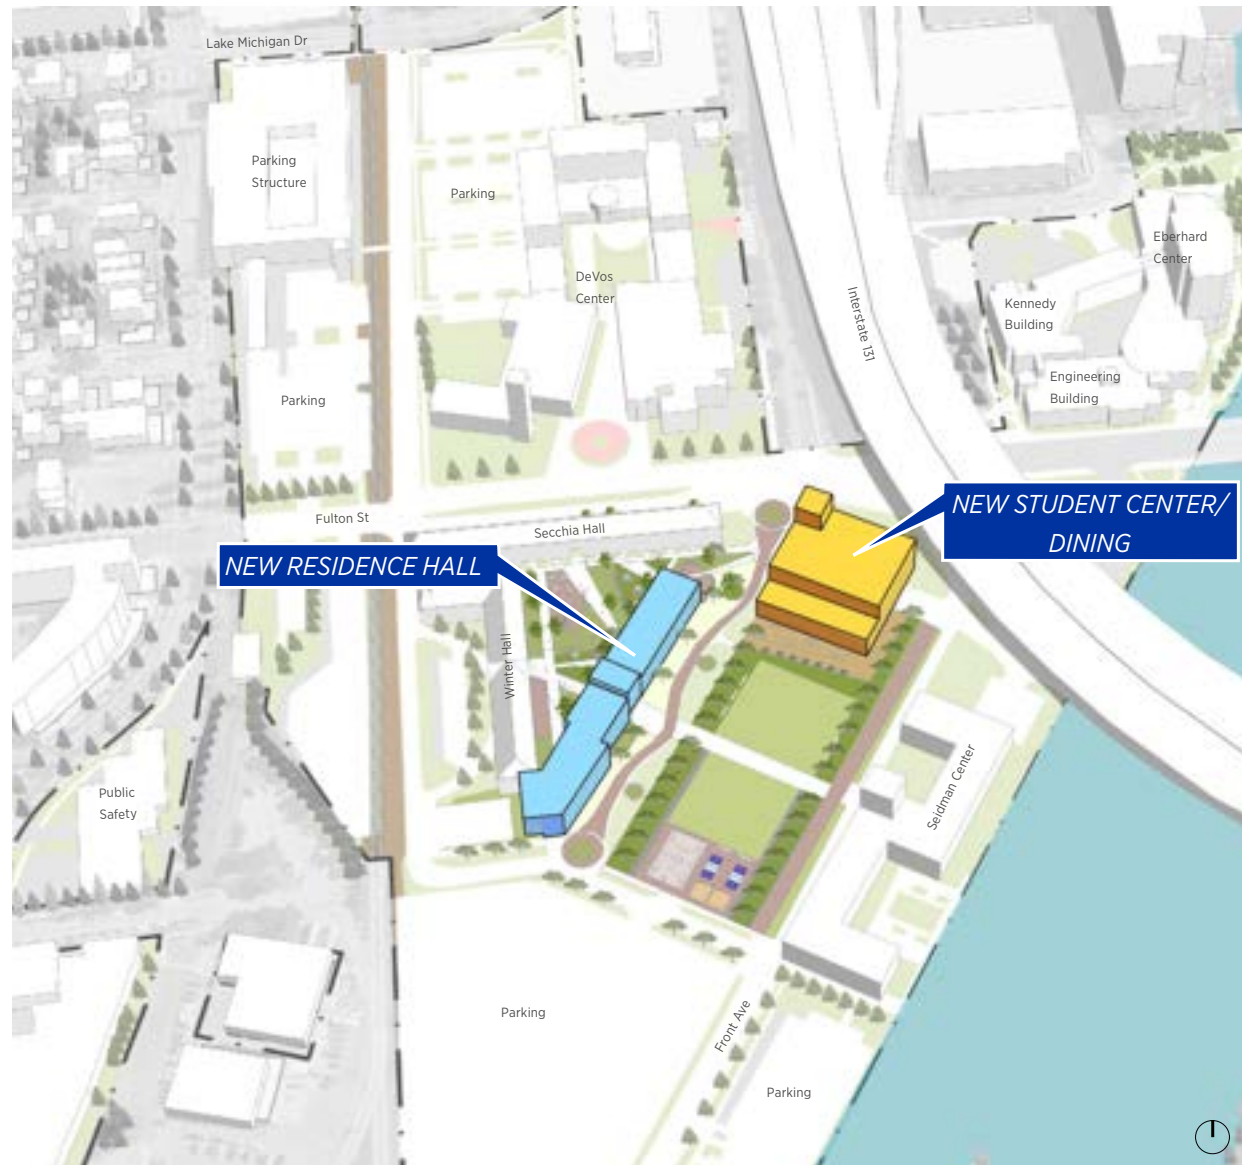 Lake Michigan Dr
Parking
Structure
Parking
Eberhard
Center
DeVos
Center
Interstate 131
Kennedy
Building
Engineering
Building
Parking
NEW STUDENT CENTER/
DINING
Fulton St
Secchia Hall
NEW RESIDENCE HALL
Winter Hall
Seidman Center
Public
Safety
Parking
Front Ave
Parking